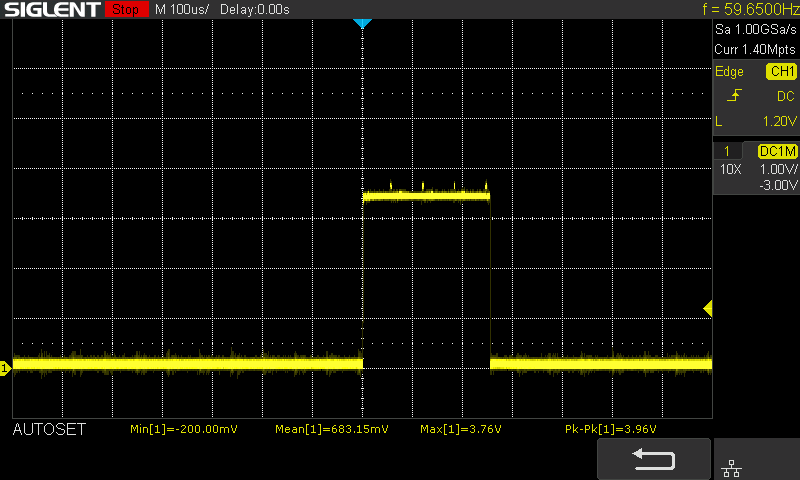 SIGLENT Stop M 100us/ Delay:0.00s f = 59.6500Hz
Sa 1.00GSa/s
Curr 1.40Mpts
Edge CH1
DC
L 1.20V
1 DC1M
10X 1.00V/
-3.00V
1
AUTOSET Min[1]=-200.00mV Mean[1]=683.15mV Max[1]=3.76V Pk-Pk[1]=3.96V